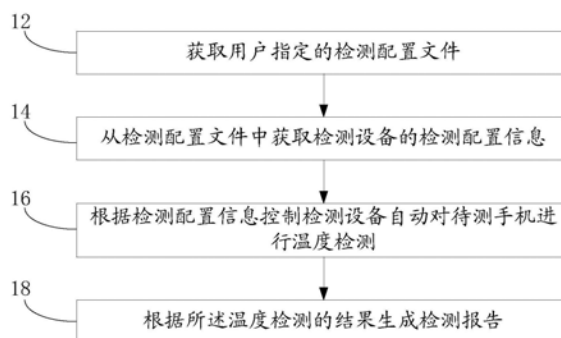 12
获取用户指定的检测配置文件
14
从检测配置文件中获取检测设备的检测配置信息
16
根据检测配置信息控制检测设备自动对待测手机进
行温度检测
18
根据所述温度检测的结果生成检测报告